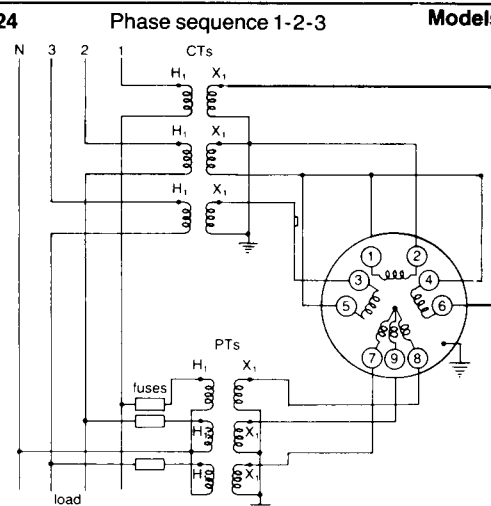 24 Phase sequence 1-2-3 Models
N 3 2 1 CTs
H₁ X₁
H₁ X₁
H₁ X₁
1 2
3 4
5 6
7 9 8
PTs
H₁ X₁
fuses
H₁ X₁
H₁ X₁
load